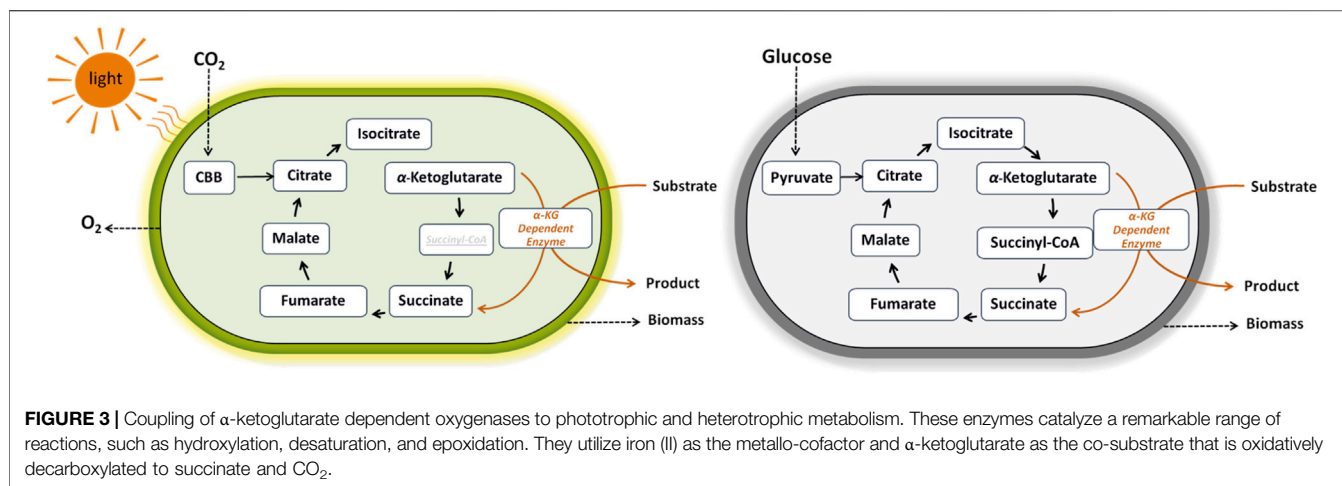 light
CO₂
Isocitrate
CBB
Citrate
α-Ketoglutarate
Substrate
O₂
Malate
Succinyl-CoA
α-KG
Dependent
Enzyme
Fumarate
Succinate
Product
Biomass
Glucose
Isocitrate
Pyruvate
Citrate
α-Ketoglutarate
Substrate
Malate
Succinyl-CoA
α-KG
Dependent
Enzyme
Fumarate
Succinate
Product
Biomass
FIGURE 3 | Coupling of α-ketoglutarate dependent oxygenases to phototrophic and heterotrophic metabolism. These enzymes catalyze a remarkable range of
reactions, such as hydroxylation, desaturation, and epoxidation. They utilize iron (II) as the metallo-cofactor and α-ketoglutarate as the co-substrate that is oxidatively
decarboxylated to succinate and CO₂.